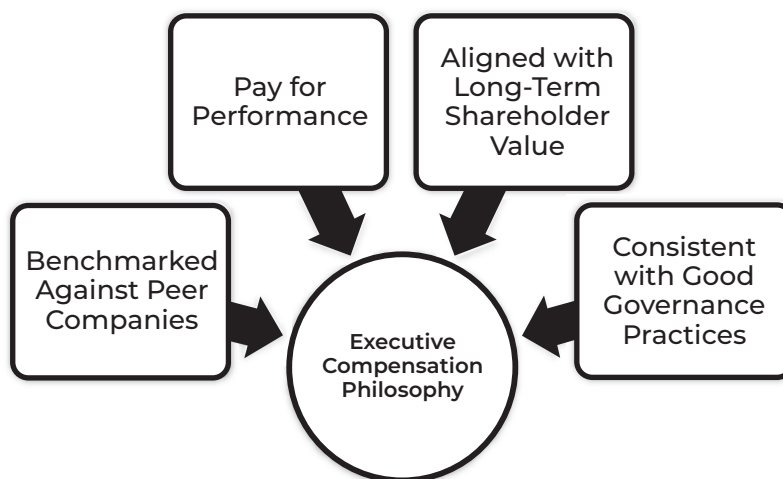 Pay for
Performance
Aligned with
Long-Term
Shareholder
Value
Benchmarked
Against Peer
Companies
Consistent
with Good
Governance
Practices
Executive
Compensation
Philosophy